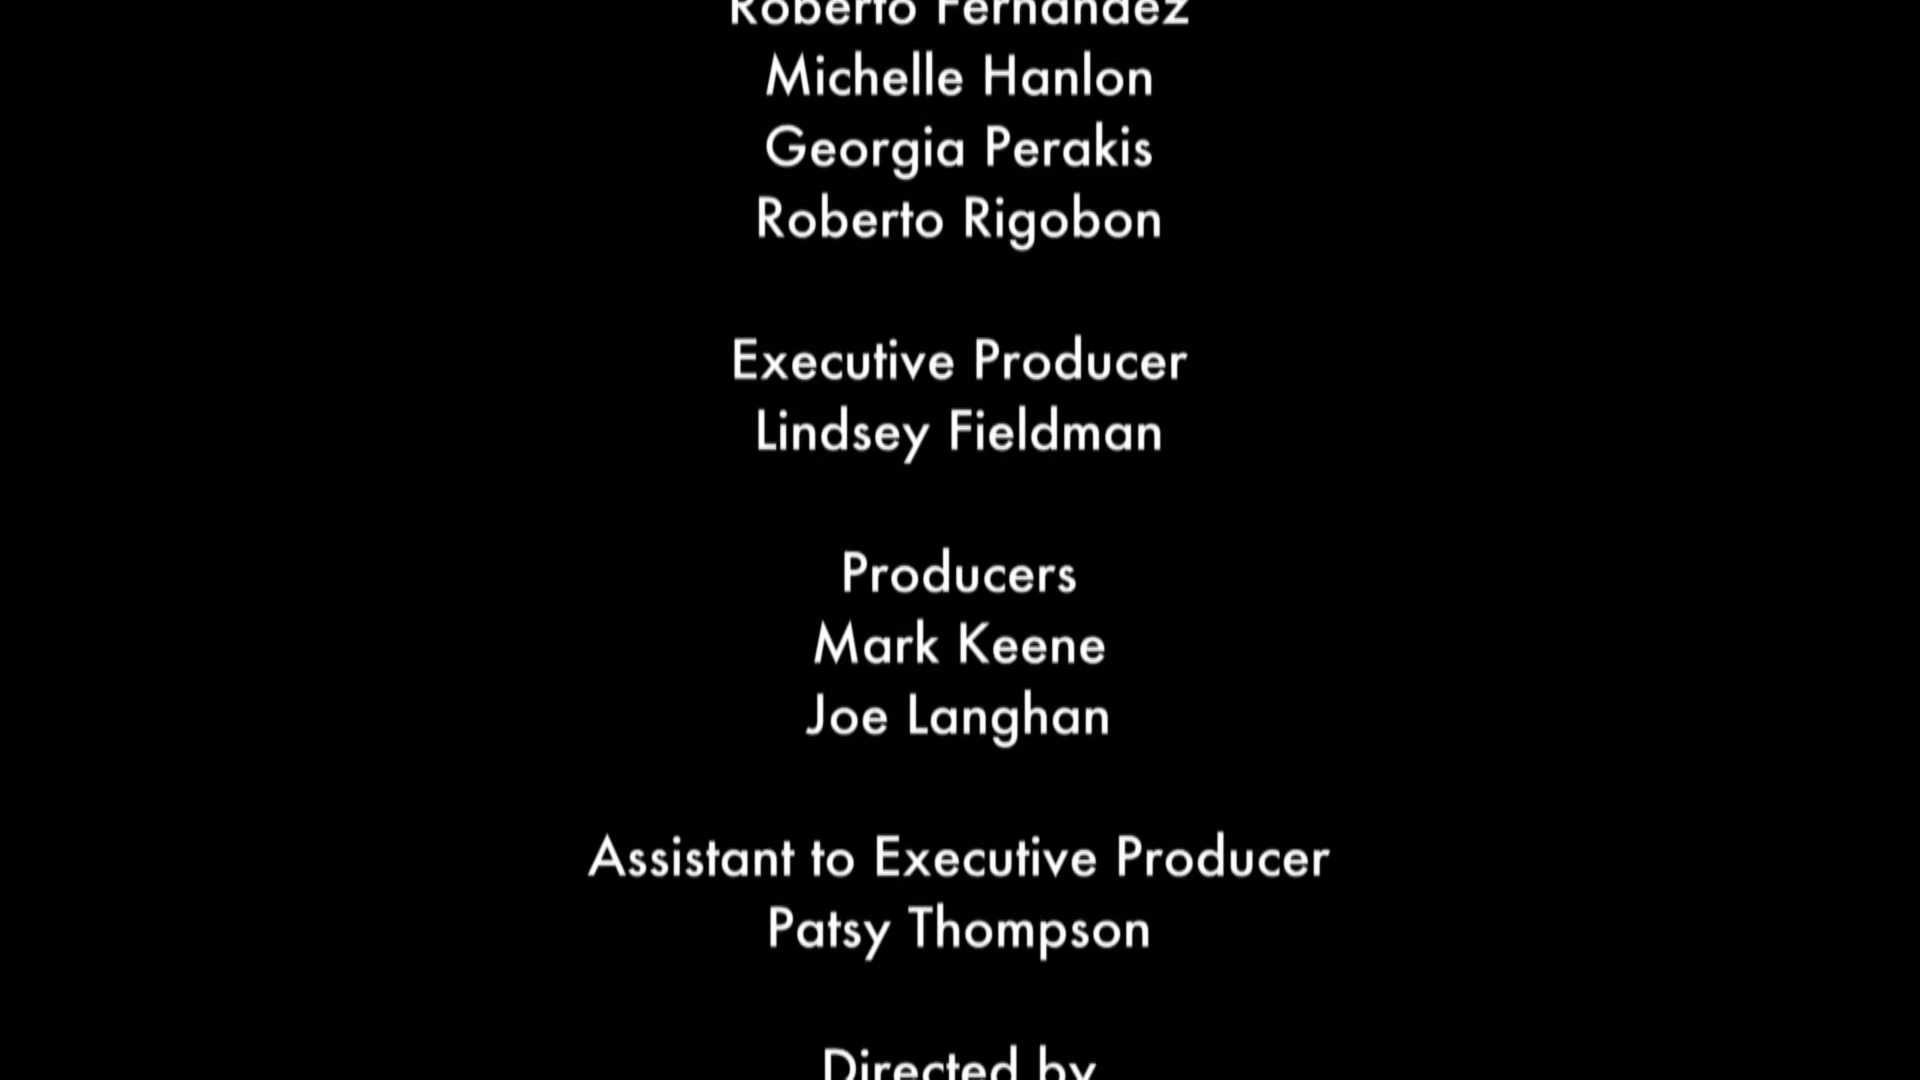 Roberto Fernandez
Michelle Hanlon
Georgia Perakis
Roberto Rigobon
Executive Producer
Lindsey Fieldman
Producers
Mark Keene
Joe Langhan
Assistant to Executive Producer
Patsy Thompson
Directed by